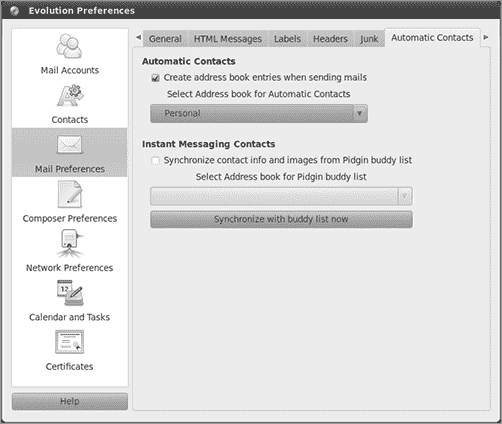 Evolution Preferences
Mail Accounts
Contacts
Mail Preferences
Composer Preferences
Network Preferences
12
Calendar and Tasks
Certificates
Help
General HTML Messages Labels Headers Junk Automatic Contacts
Automatic Contacts
Create address book entries when sending mails
Select Address book for Automatic Contacts
Personal
Instant Messaging Contacts
Synchronize contact info and images from Pidgin buddy list
Select Address book for Pidgin buddy list
Synchronize with buddy list now